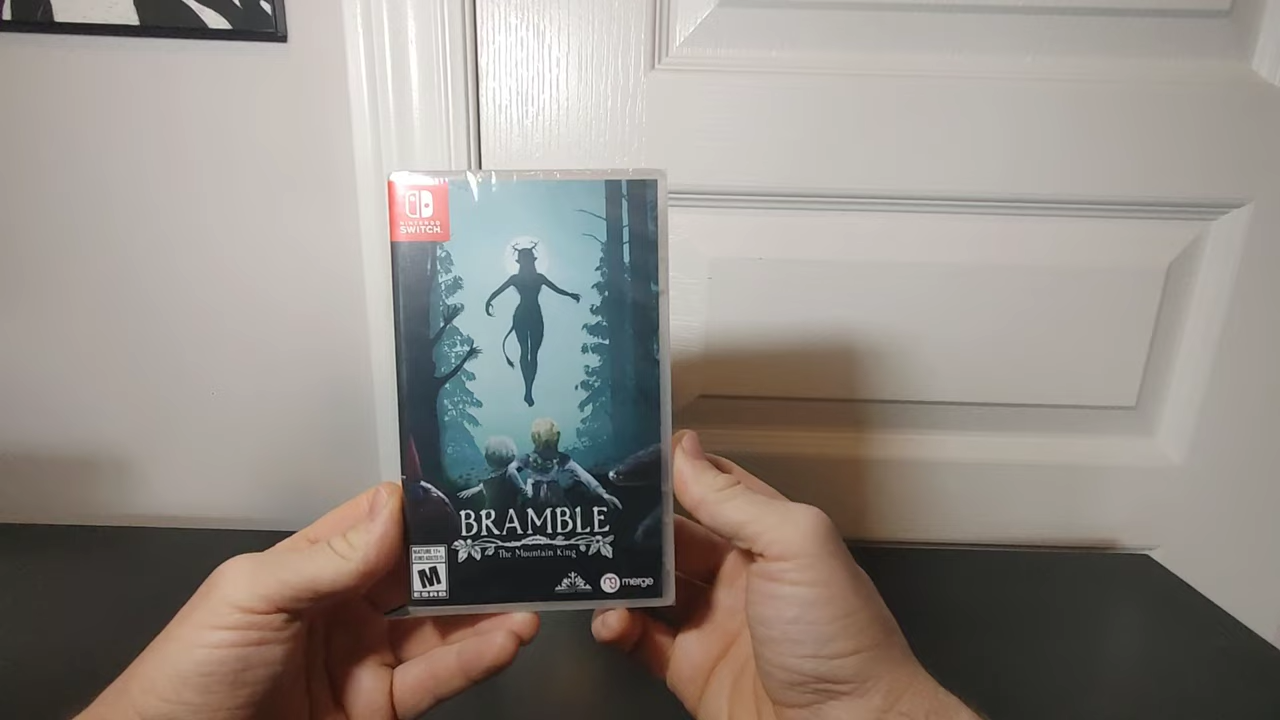 NINTENDO
SWITCH
BRAMBLE
The Mountain King
MATURE 17+
M
ESRB
merge